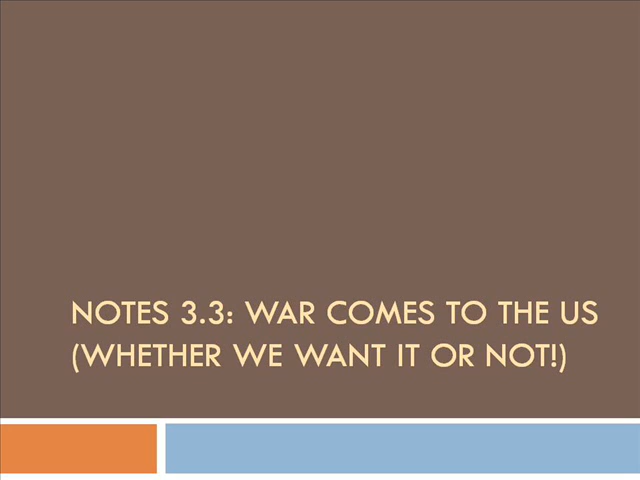 NOTES 3.3: WAR COMES TO THE US
(WHETHER WE WANT IT OR NOT!)